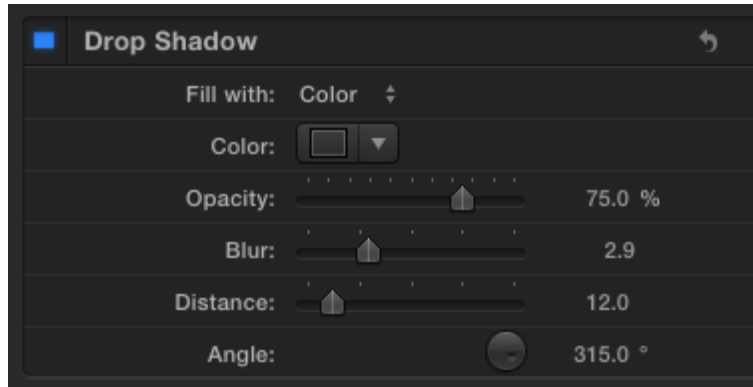 Drop Shadow
Fill with: Color
Color:
Opacity: 75.0 %
Blur: 2.9
Distance: 12.0
Angle: 315.0 °